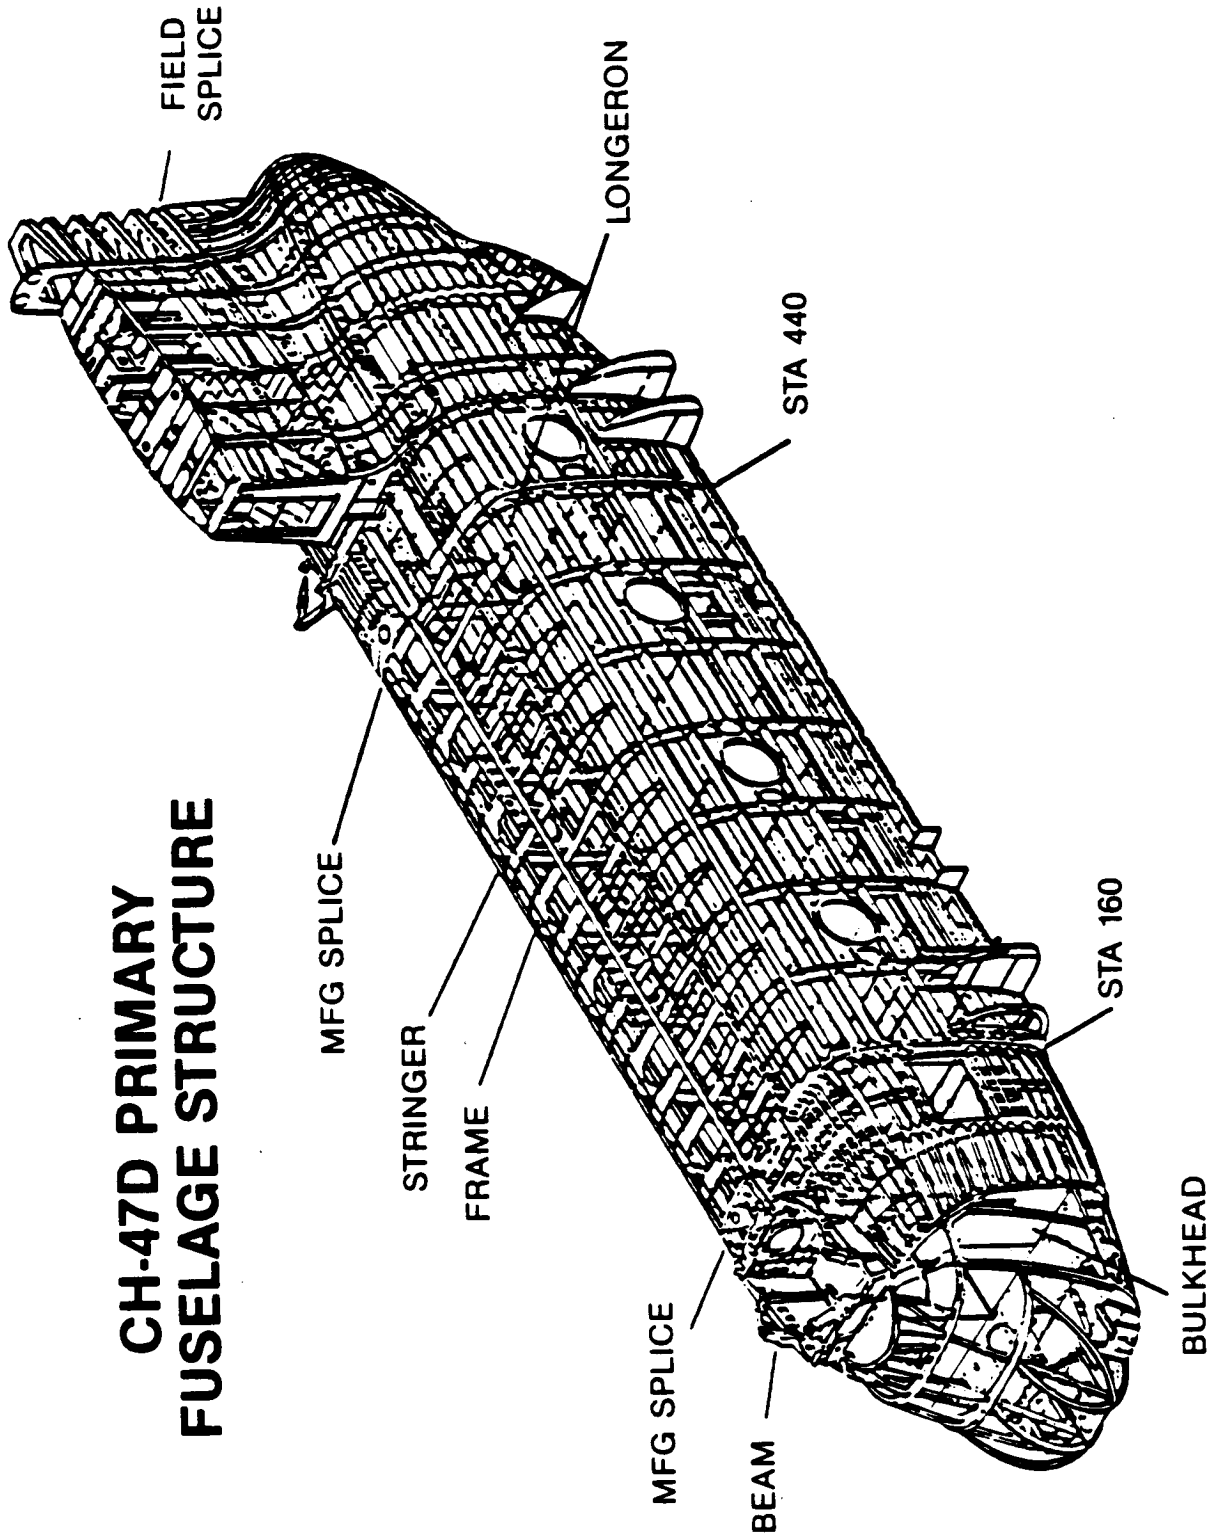 CH-47D PRIMARY
FUSELAGE STRUCTURE
FIELD
SPLICE
MFG SPLICE
LONGERON
STRINGER
FRAME
STA 440
MFG SPLICE
BEAM
STA 160
BULKHEAD